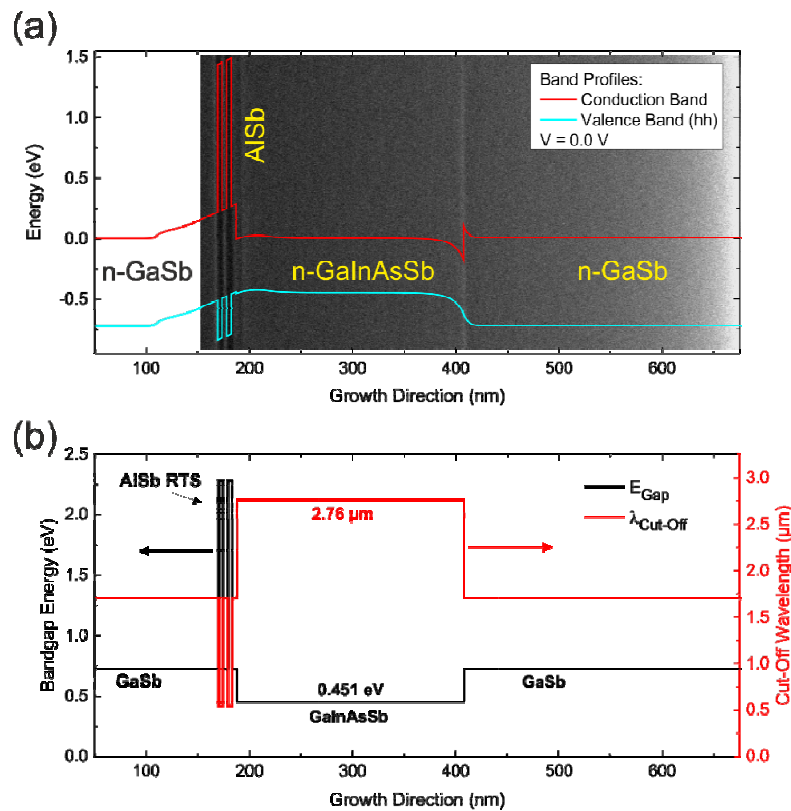 (a)
1.5
1.0
0.5
0.0
-0.5
Energy (eV)
AlSb
Band Profiles:
Conduction Band
Valence Band (hh)
V = 0.0 V
n-GaSb
n-GaInAsSb
n-GaSb
100 200 300 400 500 600
Growth Direction (nm)
(b)
2.5
2.0
1.5
1.0
0.5
0.0
Bandgap Energy (eV)
AlSb RTS
2.76 µm
E_Gap
λ_Cut-Off
3.0
2.5
2.0
1.5
1.0
0.5
0.0
Cut-Off Wavelength (µm)
GaSb
0.451 eV
GaInAsSb
GaSb
100 200 300 400 500 600
Growth Direction (nm)